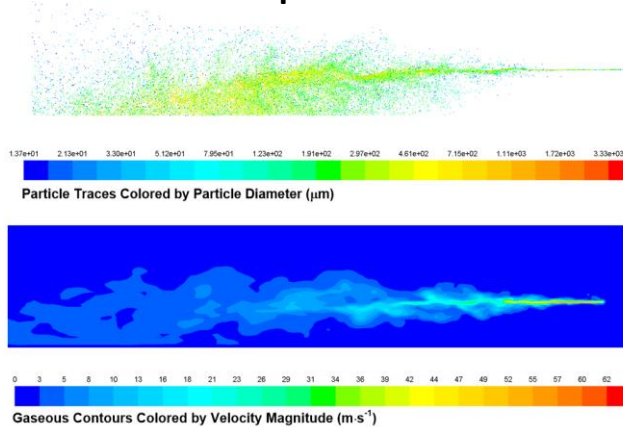 1.37e+01 2.13e+01 3.30e+01 5.12e+01 7.95e+01 1.23e+02 1.91e+02 2.97e+02 4.61e+02 7.15e+02 1.11e+03 1.72e+03 3.33e+03
Particle Traces Colored by Particle Diameter (μm)
0 3 5 8 10 13 16 18 21 23 26 29 31 34 36 39 42 44 47 49 52 55 57 60 62
Gaseous Contours Colored by Velocity Magnitude (m·s⁻¹)